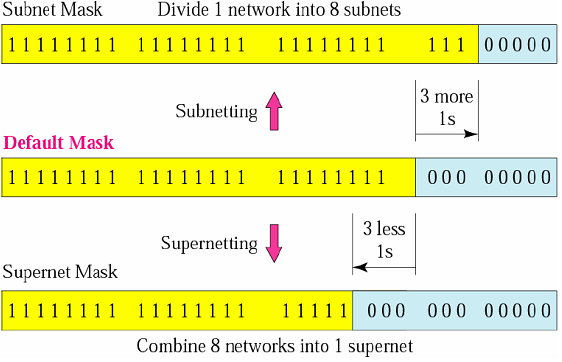 Subnet Mask Divide 1 network into 8 subnets
11111111 11111111 11111111 111 00000
Subnetting
3 more
1s
Default Mask
11111111 11111111 11111111 000 00000
Supernetting
3 less
1s
Supernet Mask
11111111 11111111 11111 000 000 00000
Combine 8 networks into 1 supernet